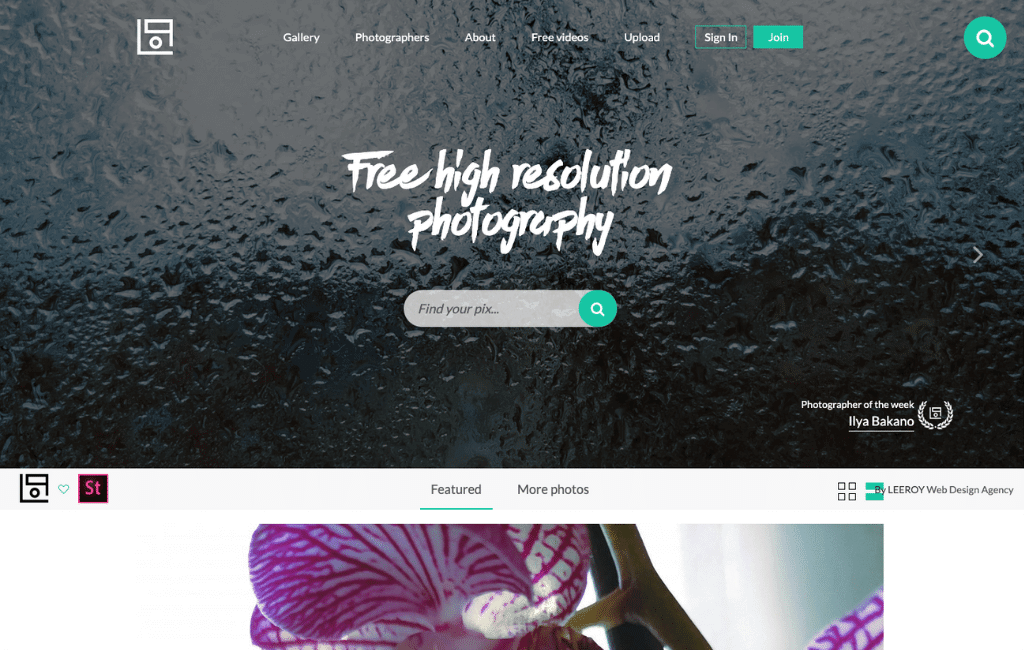 Gallery
Photographers
About
Free videos
Upload
Sign In
Join
Free high resolution
photography
Find your pix...
Photographer of the week
Ilya Bakano
St
Featured
More photos
By LEEROY Web Design Agency